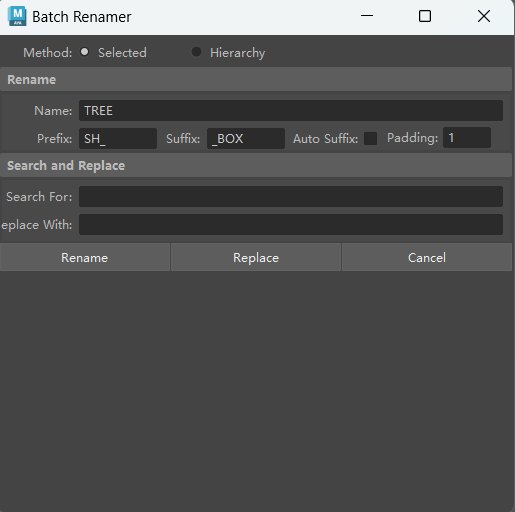 M
AYA
Batch Renamer
Method: Selected Hierarchy
Rename
Name: TREE
Prefix: SH_ Suffix: _BOX Auto Suffix: Padding: 1
Search and Replace
Search For:
eplace With:
Rename Replace Cancel